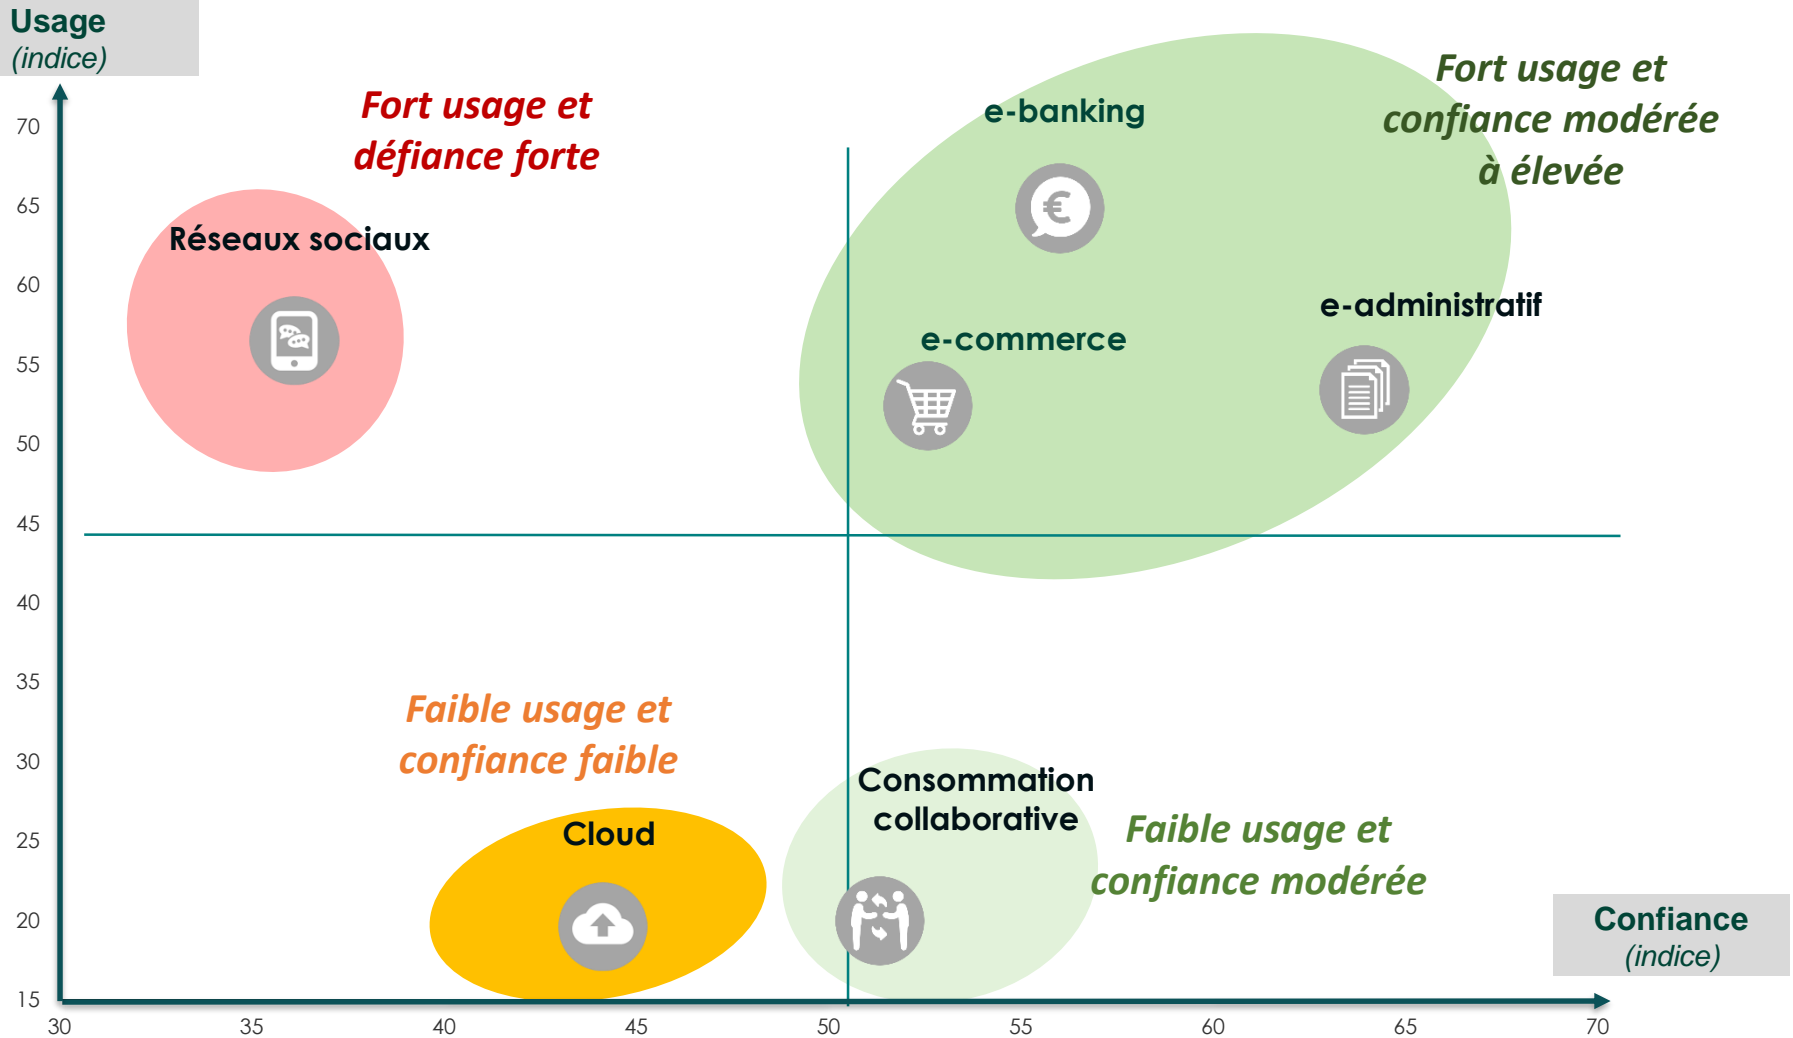 Usage
(indice)
Fort usage et
défiance forte
Fort usage et
confiance modérée
à élevée
e-banking
€
Réseaux sociaux
e-administratif
e-commerce
Faible usage et
confiance faible
Cloud
Consommation
collaborative
Faible usage et
confiance modérée
Confiance
(indice)
70
65
60
55
50
45
40
35
30
25
20
15
30
35
40
45
50
55
60
65
70